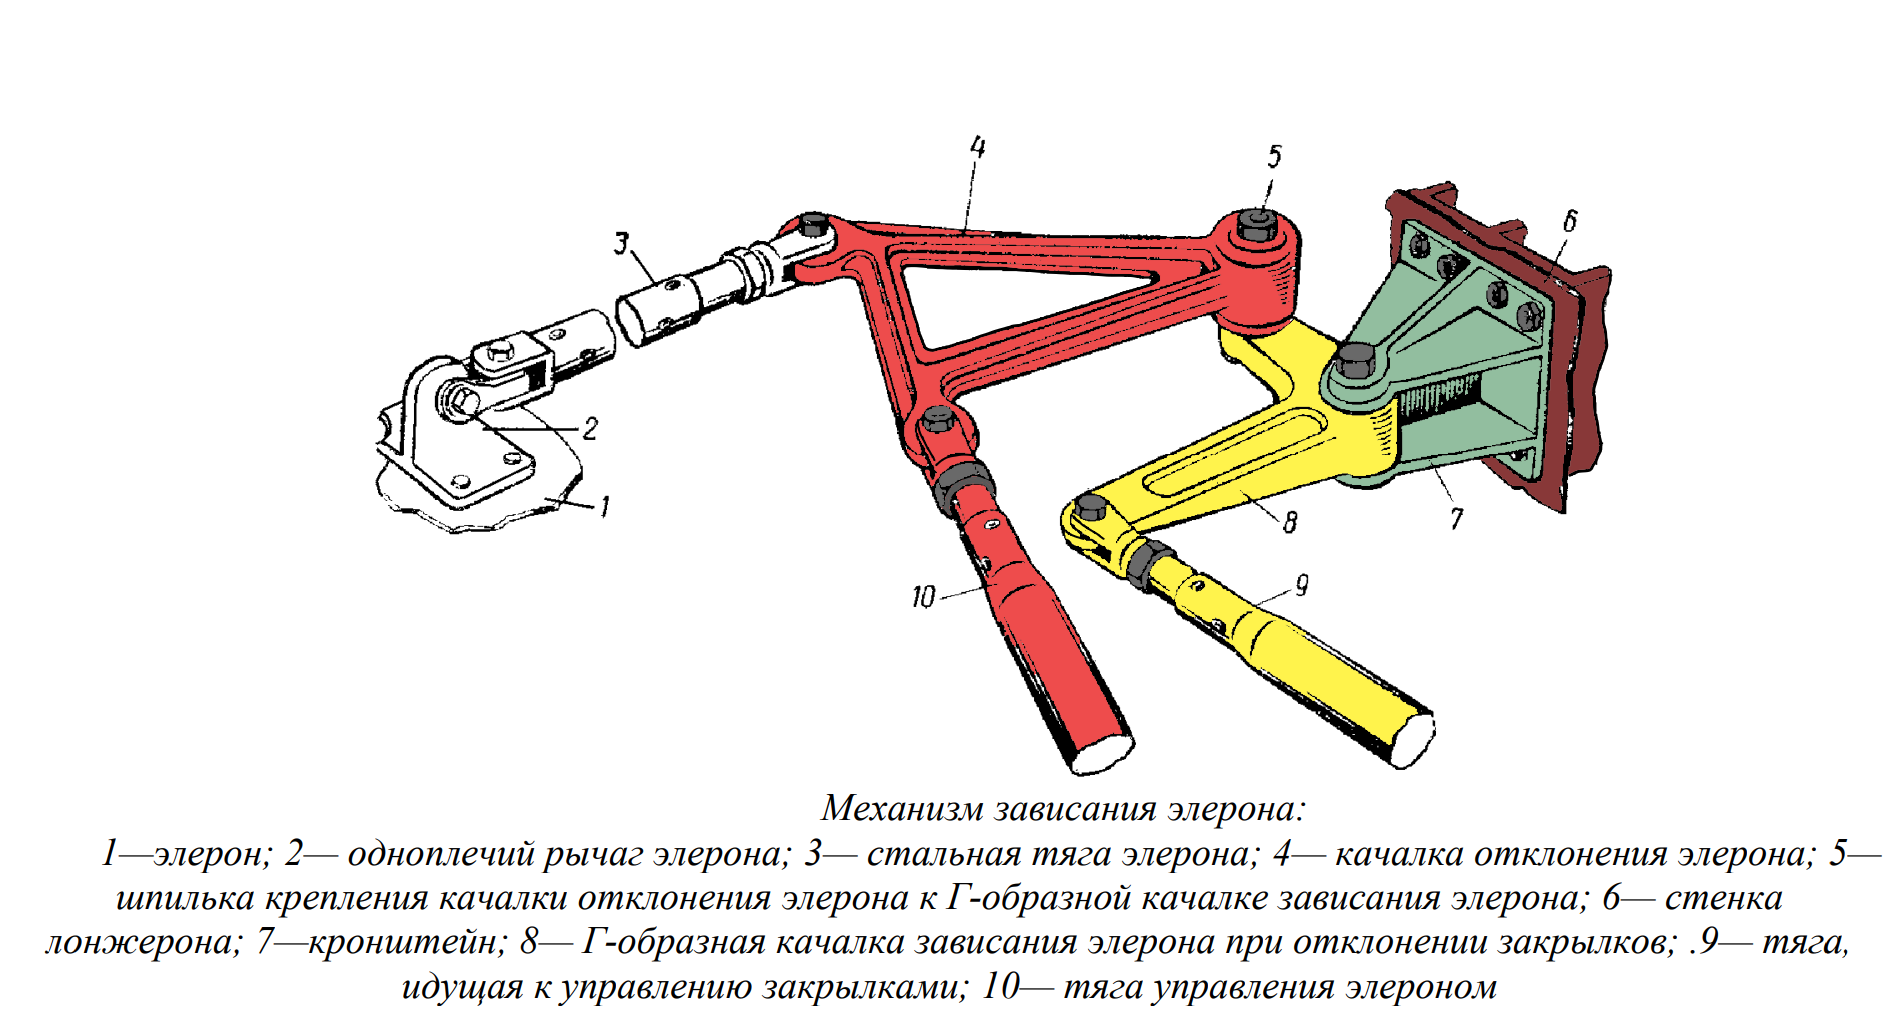 4
5
6
3
2
1
7
8
9
10
Механизм зависания элерона:
1—элерон; 2— одноплечий рычаг элерона; 3— стальная тяга элерона; 4— качалка отклонения элерона; 5—
шпилька крепления качалки отклонения элерона к Г-образной качалке зависания элерона; 6— стенка
лонжерона; 7—кронштейн; 8— Г-образная качалка зависания элерона при отклонении закрылков; .9— тяга,
идущая к управлению закрылками; 10— тяга управления элероном